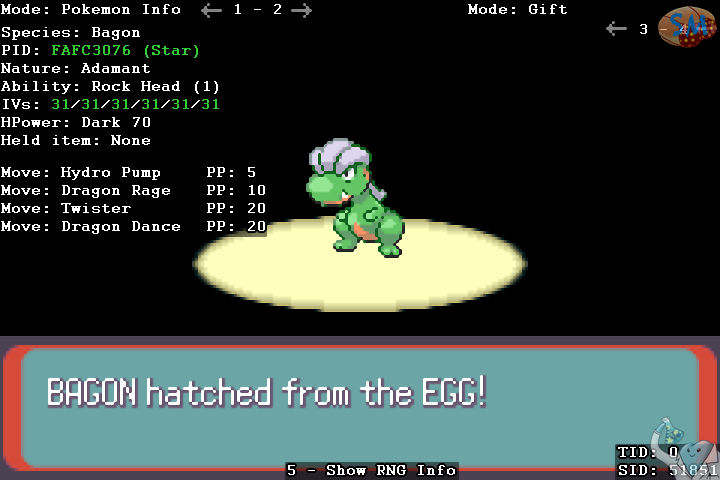 Mode: Pokemon Info ← 1 - 2 →
Mode: Gift
← 3 - 4
SM
Species: Bagon
PID: FAFC3076 (Star)
Nature: Adamant
Ability: Rock Head (1)
IVs: 31/31/31/31/31/31
HPower: Dark 70
Held item: None
Move: Hydro Pump PP: 5
Move: Dragon Rage PP: 10
Move: Twister PP: 20
Move: Dragon Dance PP: 20
BAGON hatched from the EGG!
TID: 0
5 - Show RNG Info
SID: 51851